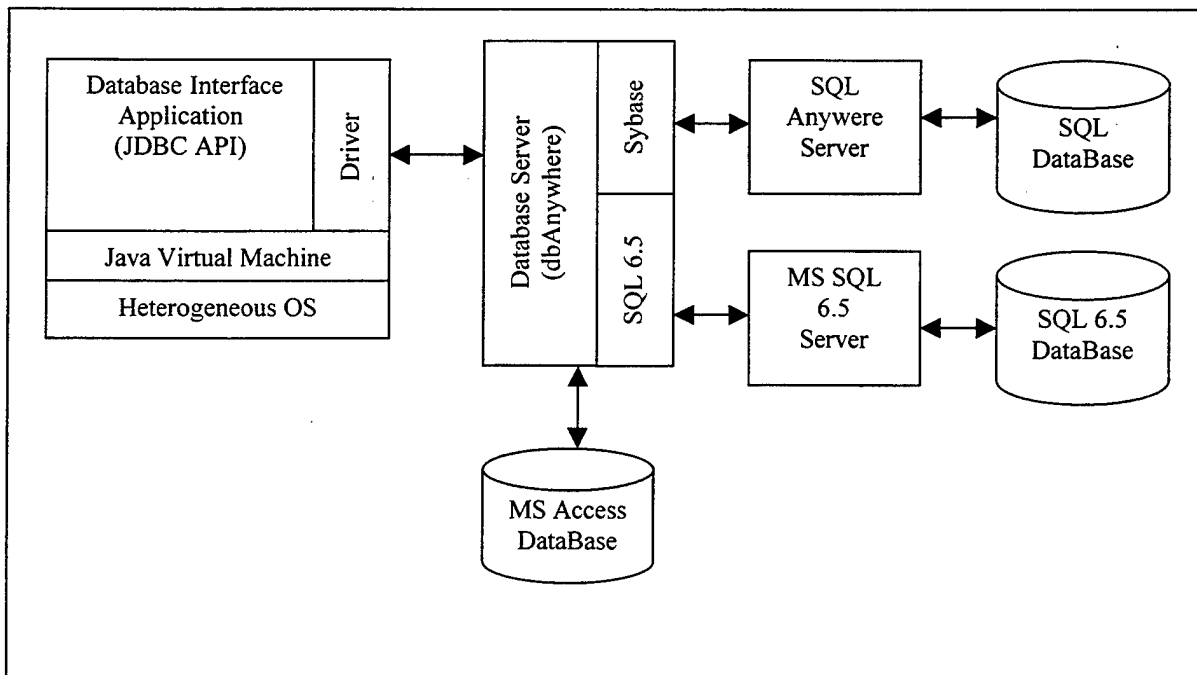 Database Interface
Application
(JDBC API)
Driver
Java Virtual Machine
Heterogeneous OS
Database Server
(dbAnywhere)
Sybase
SQL 6.5
SQL
Anywere
Server
SQL
DataBase
MS SQL
6.5
Server
SQL 6.5
DataBase
MS Access
DataBase